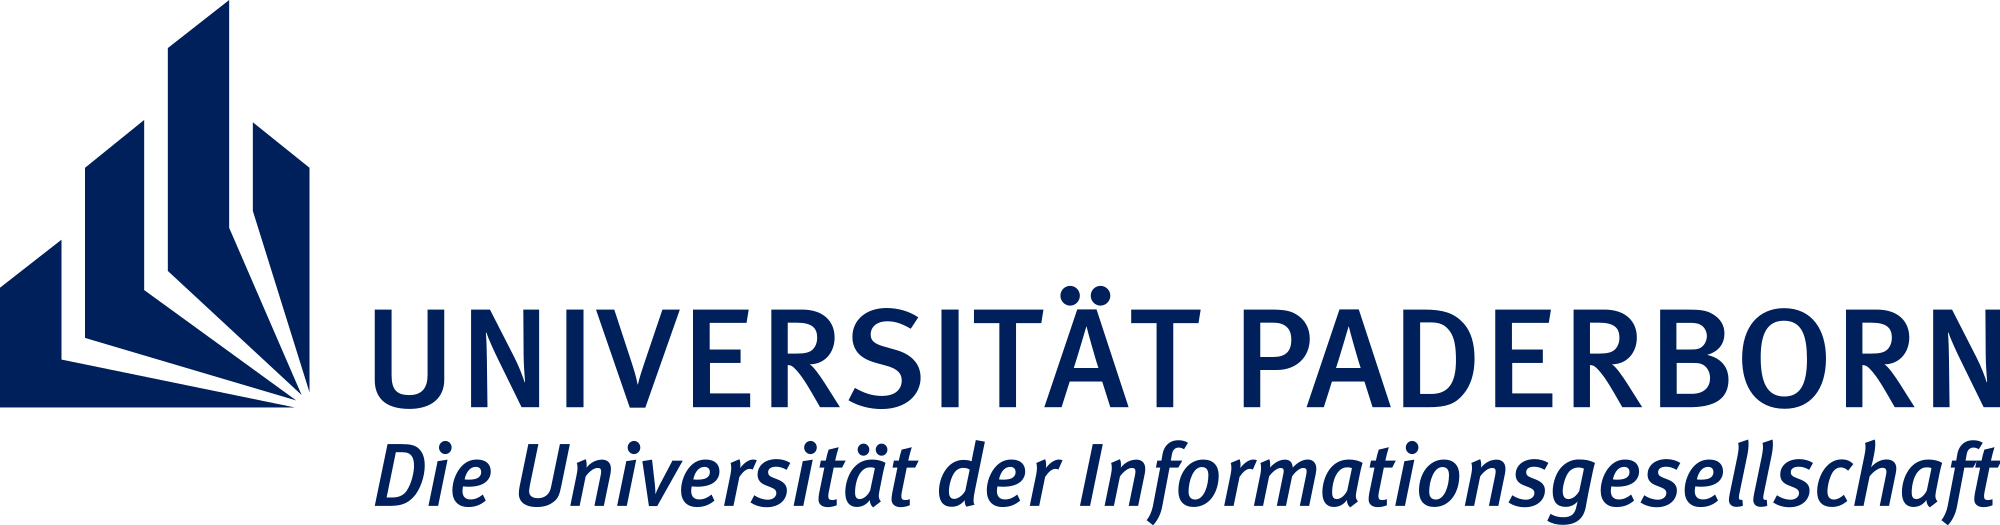 UNIVERSITÄT PADERBORN
Die Universität der Informationsgesellschaft